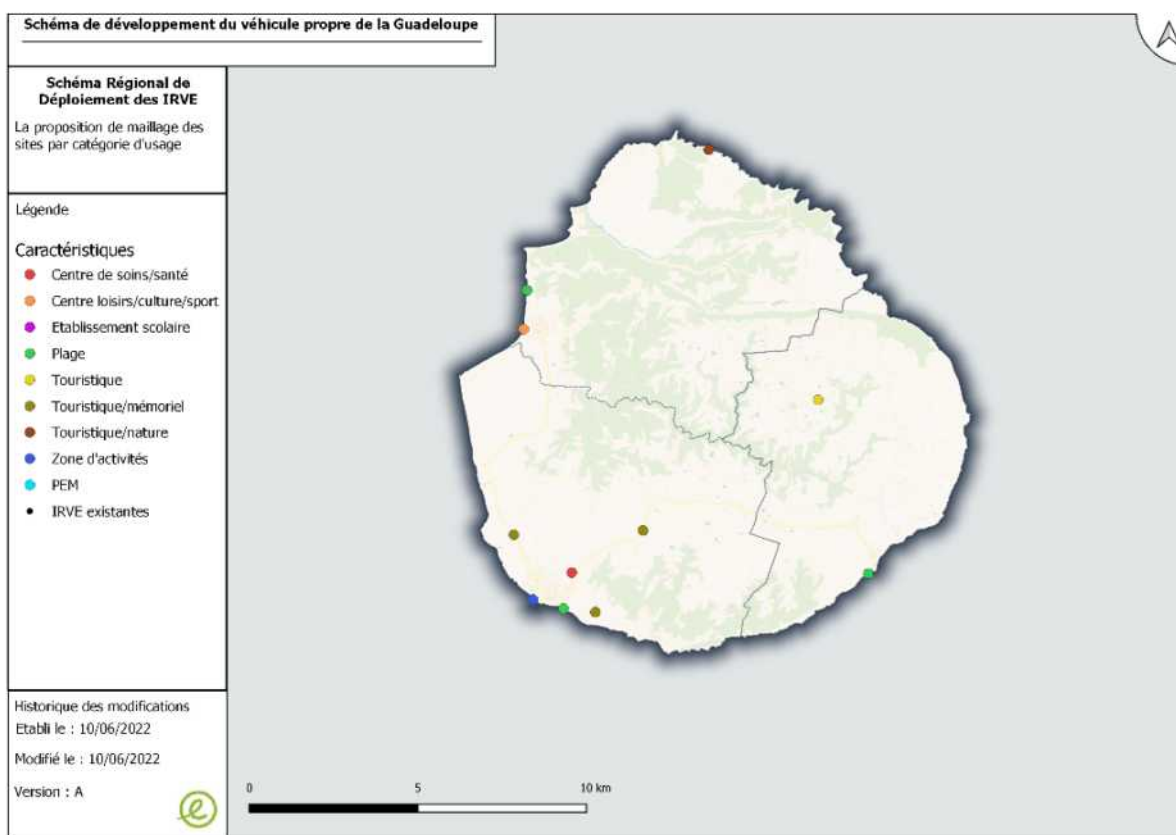 Schéma de développement du véhicule propre de la Guadeloupe
Schéma Régional de
Déploiement des IRVE
La proposition de maillage des
sites par catégorie d'usage
Légende
Caractéristiques
Centre de soins/santé
Centre loisirs/culture/sport
Etablissement scolaire
Plage
Touristique
Touristique/mémoriel
Touristique/nature
Zone d'activités
PEM
IRVE existantes
Historique des modifications
Etabli le : 10/06/2022
Modifié le : 10/06/2022
Version : A
0 5 10 km